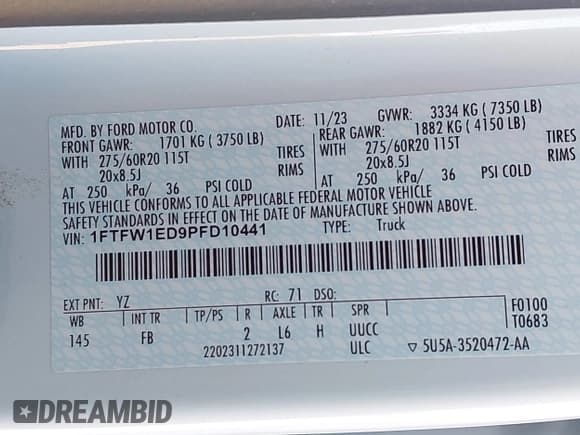 MFD. BY FORD MOTOR CO.
DATE: 11/23 GVWR: 3334 KG ( 7350 LB)
FRONT GAWR: 1701 KG ( 3750 LB)
REAR GAWR: 1882 KG ( 4150 LB)
WITH 275/60R20 115T TIRES
WITH 275/60R20 115T TIRES
20x8.5J RIMS
20x8.5J RIMS
AT 250 kPa/ 36 PSI COLD
AT 250 kPa/ 36 PSI COLD
THIS VEHICLE CONFORMS TO ALL APPLICABLE FEDERAL MOTOR VEHICLE
SAFETY STANDARDS IN EFFECT ON THE DATE OF MANUFACTURE SHOWN ABOVE.
VIN: 1FTFW1ED9PFD10441 TYPE: Truck
EXT PNT: YZ RC: 71 DSO:
WB INT TR TP/PS R AXLE TR SPR
145 FB 2 L6 H UUCC
2202311272137 ULC
F0100
T0683
▽ 5U5A-3520472-AA
DREAMBID